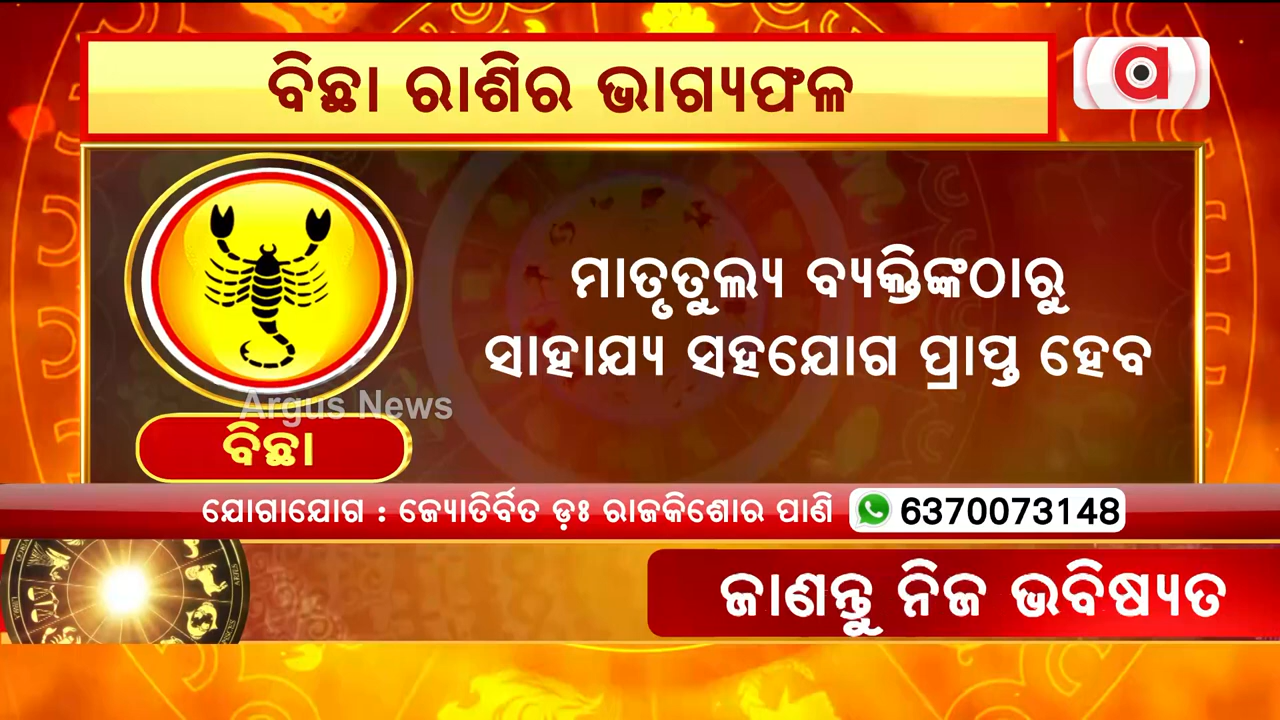 ବିଛା ରାଶିର ଭାଗ୍ୟଫଳ
a
ମାତୃତୁଲ୍ୟ ବ୍ୟକ୍ତିଙ୍କଠାରୁ
ସାହାଯ୍ୟ ସହଯୋଗ ପ୍ରାପ୍ତ ହେବ
Argus News
ବିଛା
ଯୋଗାଯୋଗ : ଜ୍ୟୋତିର୍ବିତ ଡ଼ଃ ରାଜକିଶୋର ପାଣି 6370073148
ଜାଣନ୍ତୁ ନିଜ ଭବିଷ୍ୟତ